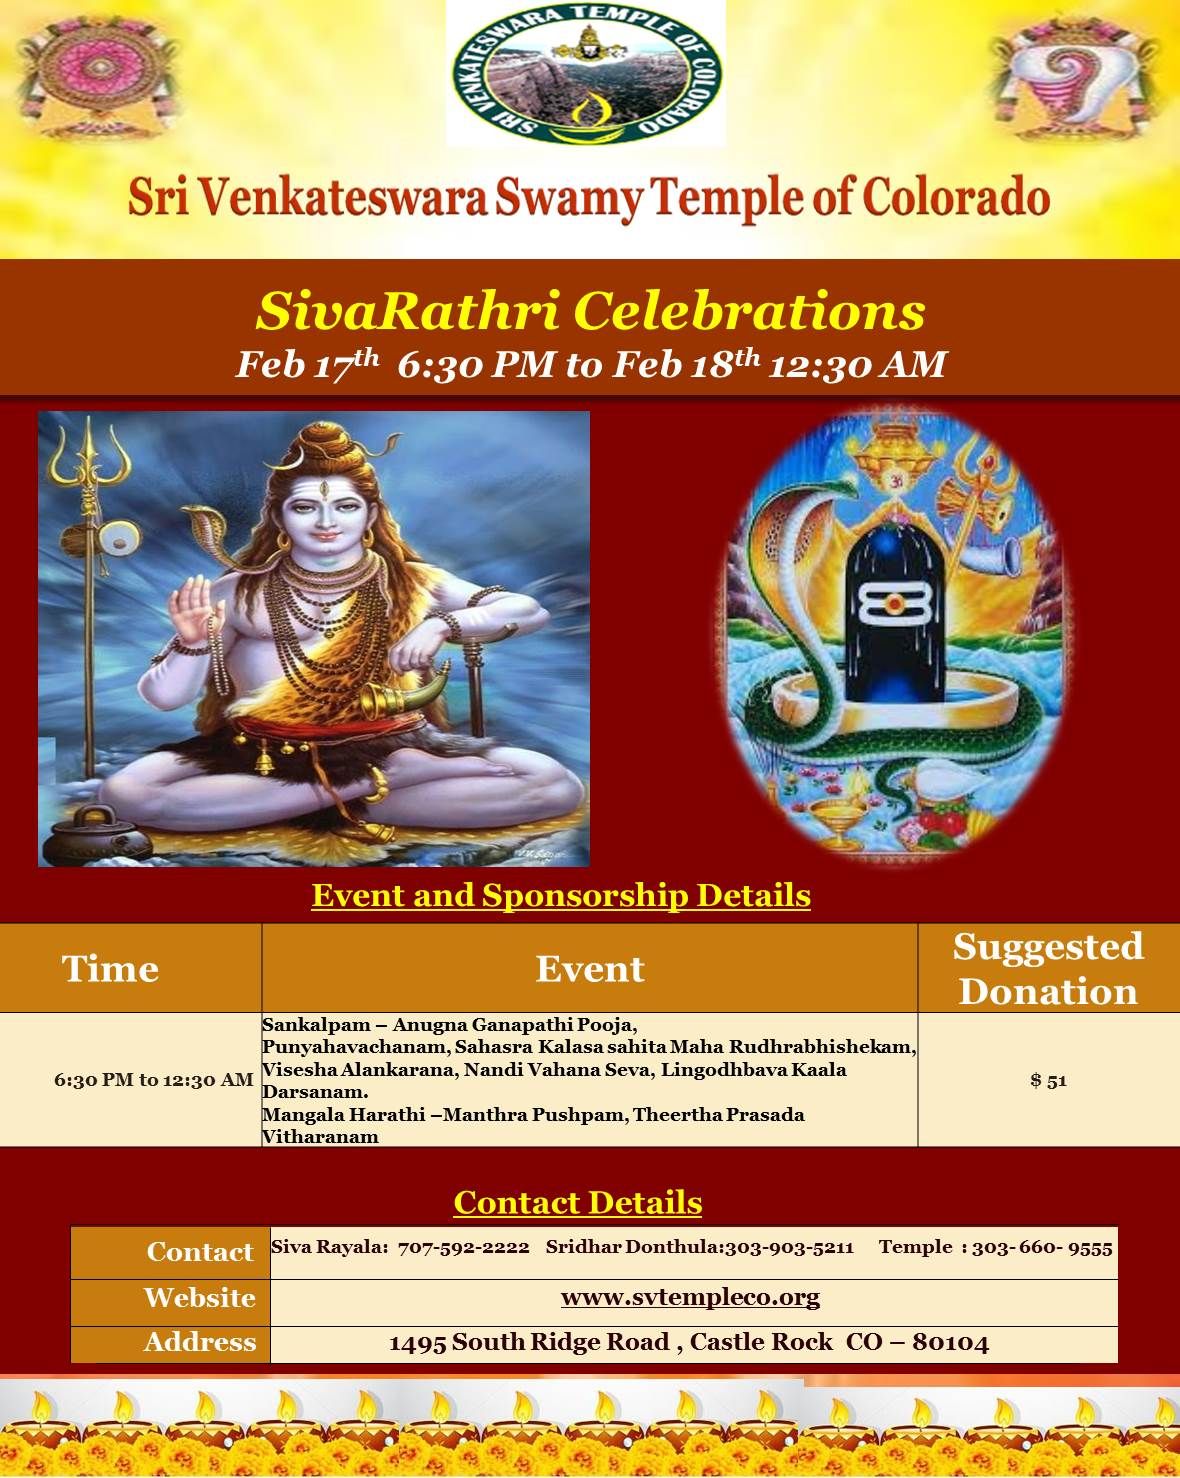 SRI VENKATESWARA TEMPLE OF COLORADO
Sri Venkateswara Swamy Temple of Colorado
SivaRathri Celebrations
Feb 17th 6:30 PM to Feb 18th 12:30 AM
ॐ
Event and Sponsorship Details
Time Event Suggested Donation
Sankalpam – Anugna Ganapathi Pooja,
Punyahavachanam, Sahasra Kalasa sahita Maha Rudhrabhishekam,
Visesha Alankarana, Nandi Vahana Seva, Lingodhbava Kaala
Darsanam.
Mangala Harathi –Manthra Pushpam, Theertha Prasada
Vitharanam
6:30 PM to 12:30 AM
$ 51
Contact Details
Contact Siva Rayala: 707-592-2222 Sridhar Donthula:303-903-5211 Temple : 303- 660- 9555
Website www.svtempleco.org
Address 1495 South Ridge Road , Castle Rock CO – 80104